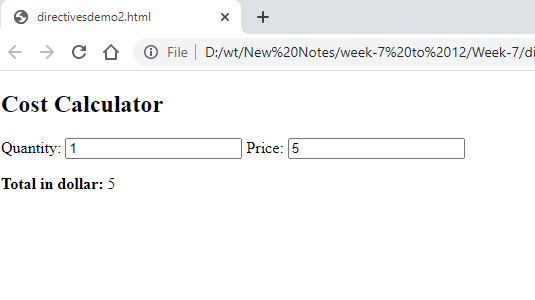 directivesdemo2.html
File D:/wt/New%20Notes/week-7%20to%2012/Week-7/di
Cost Calculator
Quantity: 1 Price: 5
Total in dollar: 5